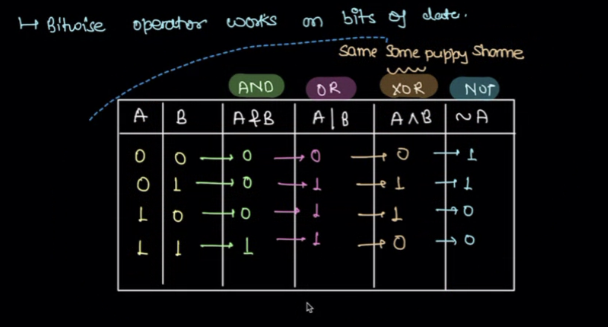 ↳ Bitwise operator works on bits of data.
Same Same puppy Shame
AND OR XOR NOT
A B A&B A|B A^B ~A
0 0 → 0 → 0 → 0 → 1
0 1 → 0 → 1 → 1 → 1
1 0 → 0 → 1 → 1 → 0
1 1 → 1 → 1 → 0 → 0